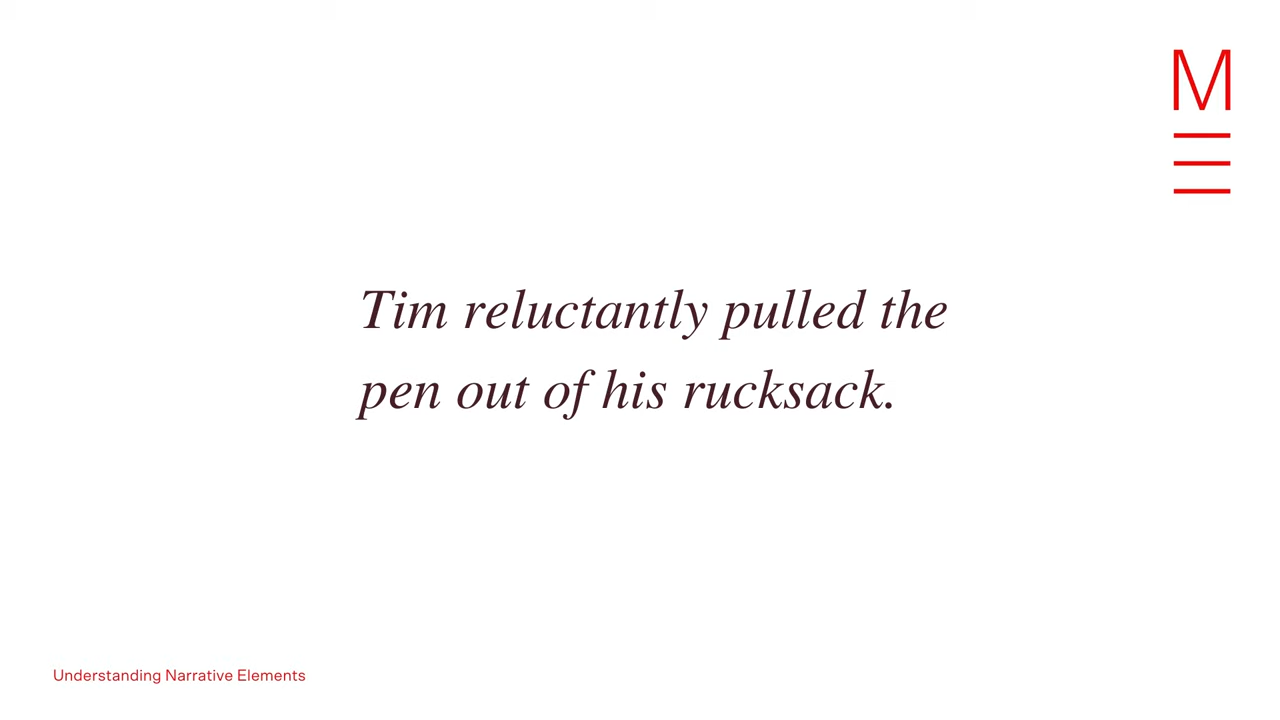 M
Tim reluctantly pulled the
pen out of his rucksack.
Understanding Narrative Elements